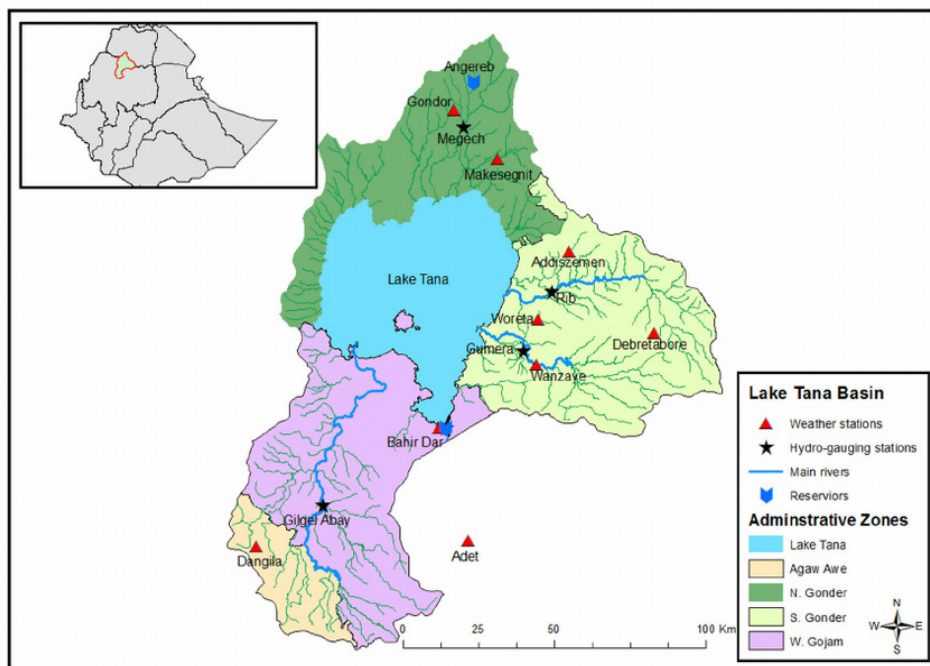 Angereb
Gondor
Megech
Makesegnit
Addiszemen
Lake Tana
Rib
Woreta
Debretabore
Gumera
Wanzaye
Bahir Dar
Gilgel Abay
Dangila
Adet
0 25 50 100 Km
Lake Tana Basin
Weather stations
Hydro-gauging stations
Main rivers
Reserviors
Adminstrative Zones
Lake Tana
Agaw Awe
N. Gonder
S. Gonder
W. Gojam
N
W E
S